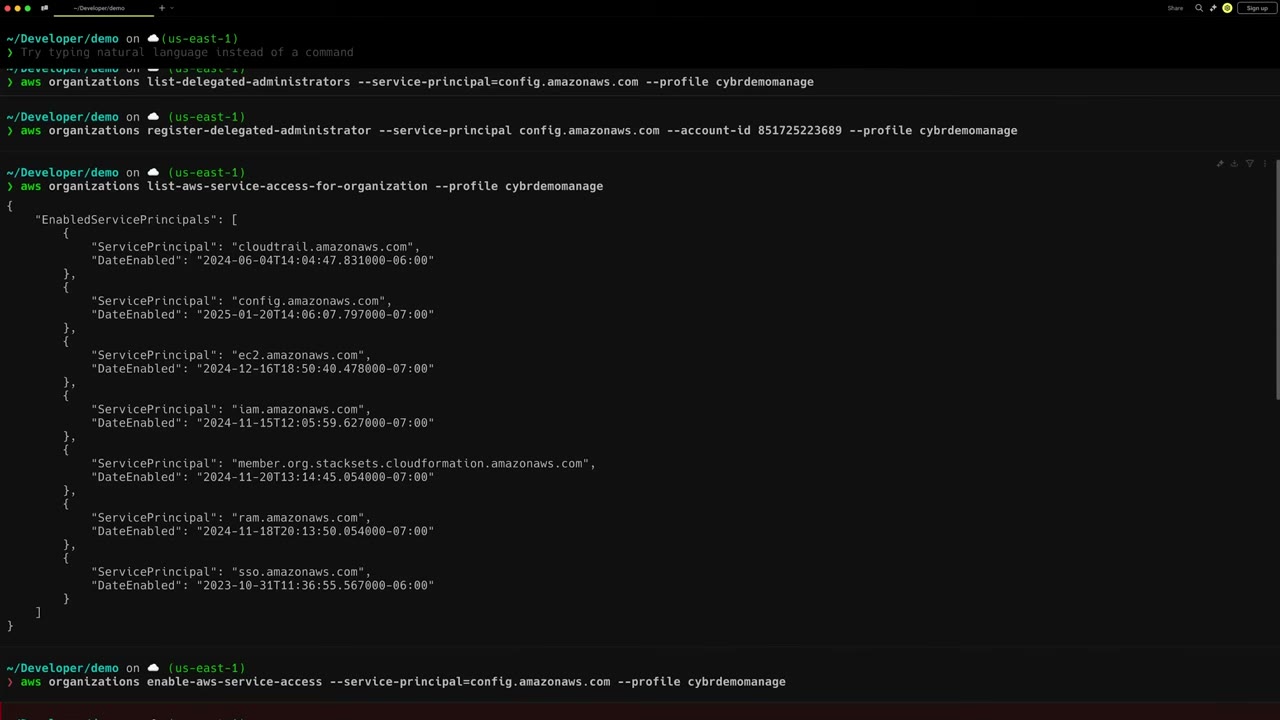 ~/Developer/demo
Share
Sign up
~/Developer/demo on (us-east-1)
❯ Try typing natural language instead of a command
~/Developer/demo on (us-east-1)
❯ aws organizations list-delegated-administrators --service-principal=config.amazonaws.com --profile cybrdemomanage
~/Developer/demo on (us-east-1)
❯ aws organizations register-delegated-administrator --service-principal config.amazonaws.com --account-id 851725223689 --profile cybrdemomanage
~/Developer/demo on (us-east-1)
❯ aws organizations list-aws-service-access-for-organization --profile cybrdemomanage
{
"EnabledServicePrincipals": [
{
"ServicePrincipal": "cloudtrail.amazonaws.com",
"DateEnabled": "2024-06-04T14:04:47.831000-06:00"
},
{
"ServicePrincipal": "config.amazonaws.com",
"DateEnabled": "2025-01-20T14:06:07.797000-07:00"
},
{
"ServicePrincipal": "ec2.amazonaws.com",
"DateEnabled": "2024-12-16T18:50:40.478000-07:00"
},
{
"ServicePrincipal": "iam.amazonaws.com",
"DateEnabled": "2024-11-15T12:05:59.627000-07:00"
},
{
"ServicePrincipal": "member.org.stacksets.cloudformation.amazonaws.com",
"DateEnabled": "2024-11-20T13:14:45.054000-07:00"
},
{
"ServicePrincipal": "ram.amazonaws.com",
"DateEnabled": "2024-11-18T20:13:50.054000-07:00"
},
{
"ServicePrincipal": "sso.amazonaws.com",
"DateEnabled": "2023-10-31T11:36:55.567000-06:00"
}
]
}
~/Developer/demo on (us-east-1)
❯ aws organizations enable-aws-service-access --service-principal=config.amazonaws.com --profile cybrdemomanage